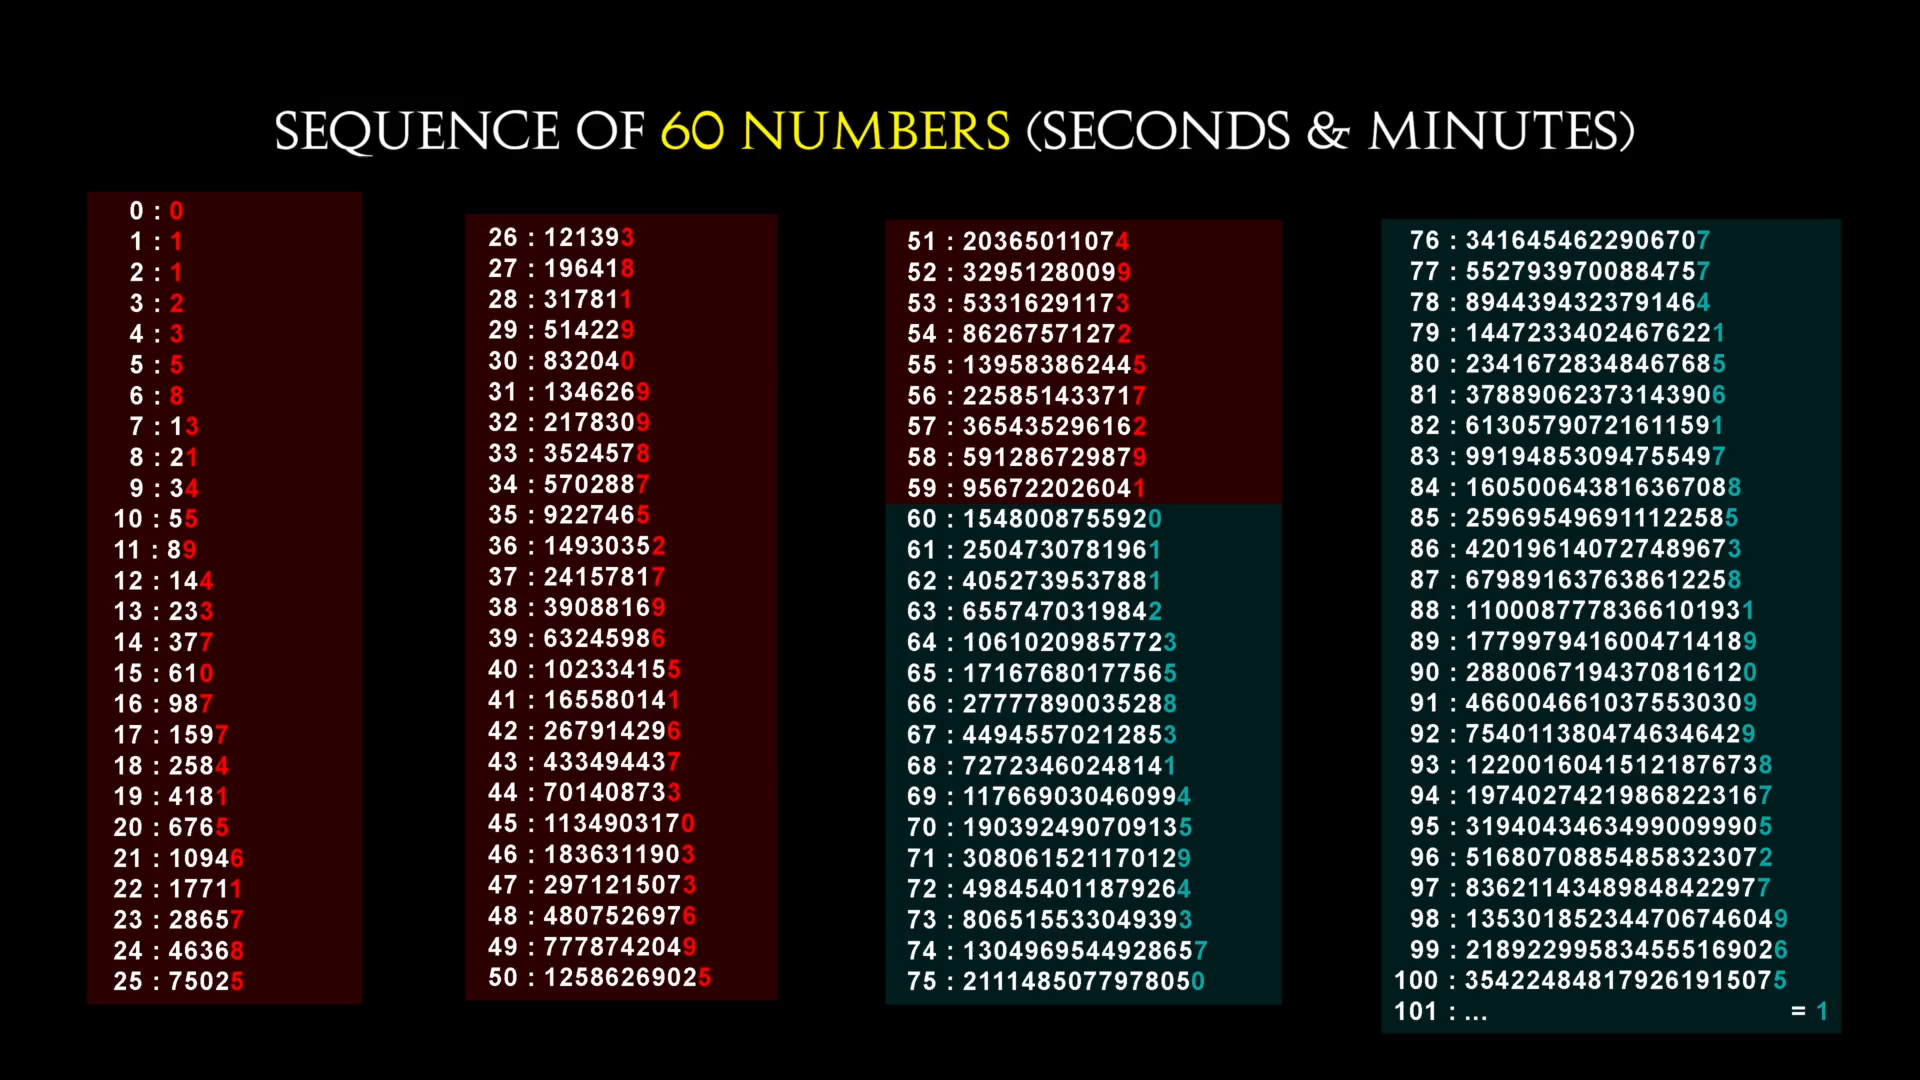 SEQUENCE OF 60 NUMBERS (SECONDS & MINUTES)
0 : 0
1 : 1
2 : 1
3 : 2
4 : 3
5 : 5
6 : 8
7 : 13
8 : 21
9 : 34
10 : 55
11 : 89
12 : 144
13 : 233
14 : 377
15 : 610
16 : 987
17 : 1597
18 : 2584
19 : 4181
20 : 6765
21 : 10946
22 : 17711
23 : 28657
24 : 46368
25 : 75025
26 : 121393
27 : 196418
28 : 317811
29 : 514229
30 : 832040
31 : 1346269
32 : 2178309
33 : 3524578
34 : 5702887
35 : 9227465
36 : 14930352
37 : 24157817
38 : 39088169
39 : 63245986
40 : 102334155
41 : 165580141
42 : 267914296
43 : 433494437
44 : 701408733
45 : 1134903170
46 : 1836311903
47 : 2971215073
48 : 4807526976
49 : 7778742049
50 : 12586269025
51 : 20365011074
52 : 32951280099
53 : 53316291173
54 : 86267571272
55 : 139583862445
56 : 225851433717
57 : 365435296162
58 : 591286729879
59 : 956722026041
60 : 1548008755920
61 : 2504730781961
62 : 4052739537881
63 : 6557470319842
64 : 10610209857723
65 : 17167680177565
66 : 27777890035288
67 : 44945570212853
68 : 72723460248141
69 : 117669030460994
70 : 190392490709135
71 : 308061521170129
72 : 498454011879264
73 : 806515533049393
74 : 1304969544928657
75 : 2111485077978050
76 : 3416454622906707
77 : 5527939700884757
78 : 8944394323791464
79 : 14472334024676221
80 : 23416728348467685
81 : 37889062373143906
82 : 61305790721611591
83 : 99194853094755497
84 : 160500643816367088
85 : 259695496911122585
86 : 420196140727489673
87 : 679891637638612258
88 : 1100087778366101931
89 : 1779979416004714189
90 : 2880067194370816120
91 : 4660046610375530309
92 : 7540113804746346429
93 : 12200160415121876738
94 : 19740274219868223167
95 : 31940434634990099905
96 : 51680708854858323072
97 : 83621143489848422977
98 : 135301852344706746049
99 : 218922995834555169026
100 : 354224848179261915075
101 : ... = 1